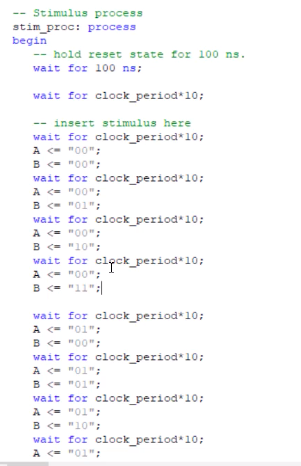 -- Stimulus process
stim_proc: process
begin
-- hold reset state for 100 ns.
wait for 100 ns;
wait for clock_period*10;
-- insert stimulus here
wait for clock_period*10;
A <= "00";
B <= "00";
wait for clock_period*10;
A <= "00";
B <= "01";
wait for clock_period*10;
A <= "00";
B <= "10";
wait for clock_period*10;
A <= "00";
B <= "11";
wait for clock_period*10;
A <= "01";
B <= "00";
wait for clock_period*10;
A <= "01";
B <= "01";
wait for clock_period*10;
A <= "01";
B <= "10";
wait for clock_period*10;
A <= "01";